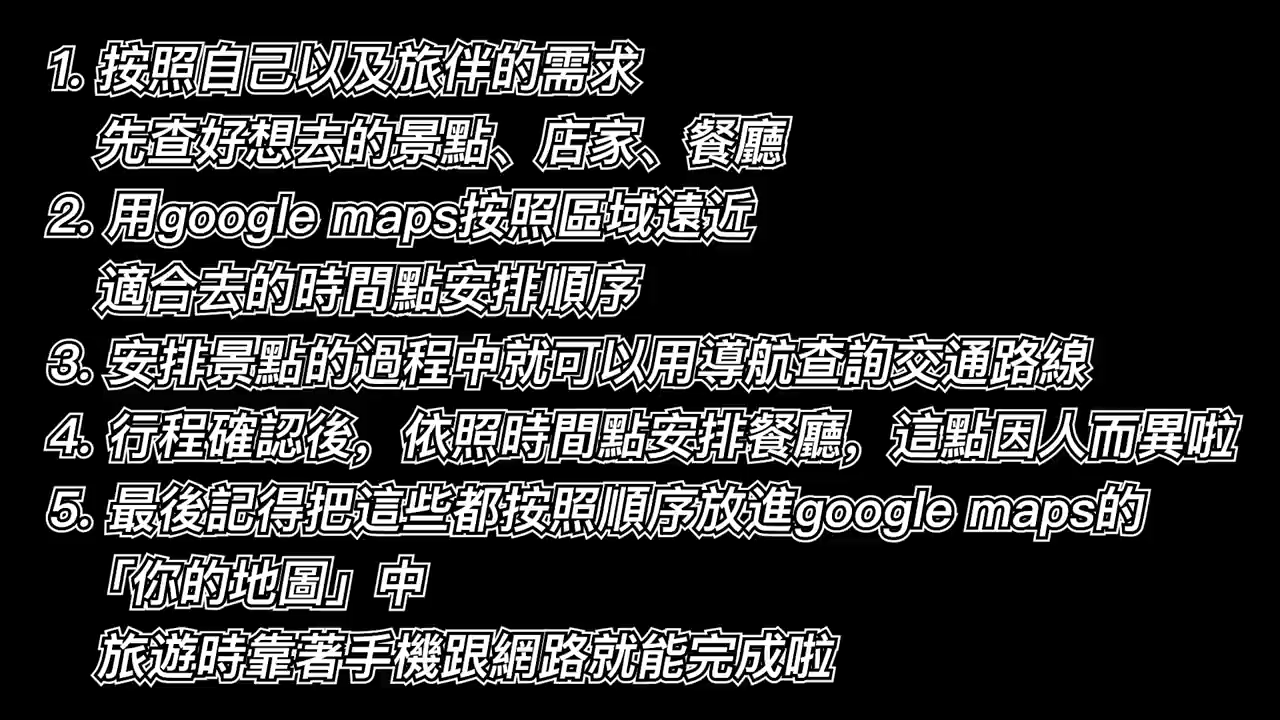 1. 按照自己以及旅伴的需求
先查好想去的景點、店家、餐廳
2. 用google maps按照區域遠近
適合去的時間點安排順序
3. 安排景點的過程中就可以用導航查詢交通路線
4. 行程確認後，依照時間點安排餐廳，這點因人而異啦
5. 最後記得把這些都按照順序放進google maps的
「你的地圖」中
旅遊時靠著手機跟網路就能完成啦